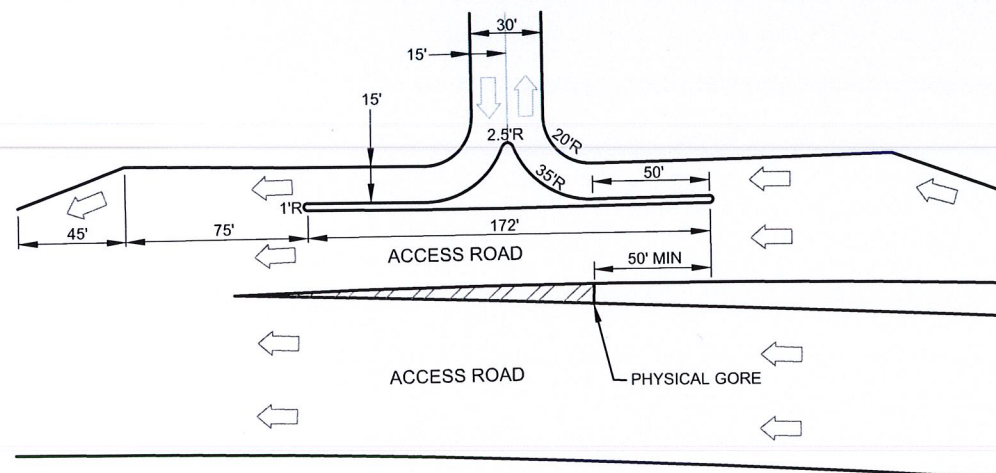 30'
15'
15'
2.5'R
20'R
35'R
50'
1'R
172'
45'
75'
ACCESS ROAD
50' MIN
ACCESS ROAD
PHYSICAL GORE